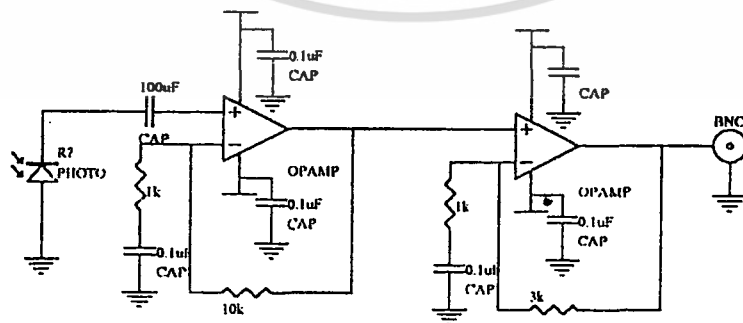 0.1uF
CAP
100uF
CAP
CAP
BNC
R?
PHOTO
1k
OPAMP
0.1uF
CAP
0.1uF
CAP
10k
1k
OPAMP
0.1uF
CAP
0.1uF
CAP
3k